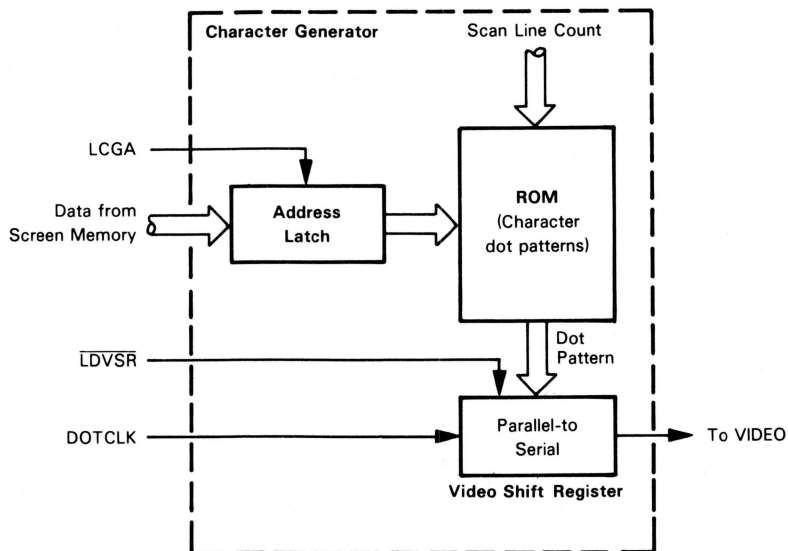 Character Generator
Scan Line Count
LCGA
Data from
Screen Memory
Address
Latch
ROM
(Character
dot patterns)
Dot
Pattern
LDVSR
DOTCLK
Parallel-to
Serial
To VIDEO
Video Shift Register